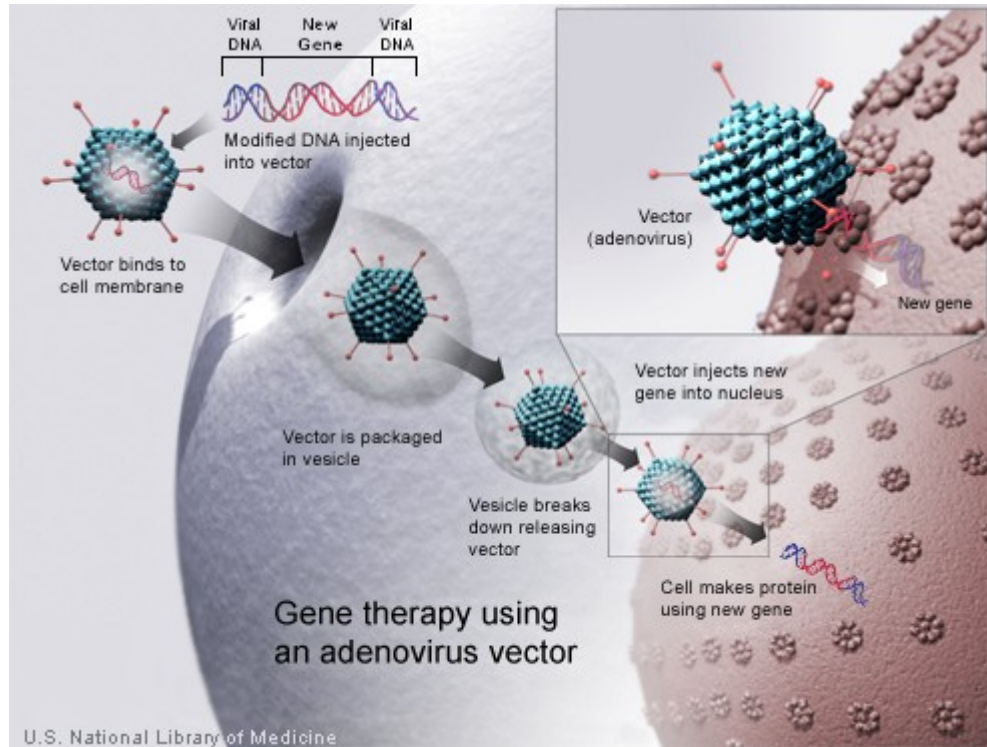 Viral DNA
New Gene
Viral DNA
Modified DNA injected
into vector
Vector binds to
cell membrane
Vector
(adenovirus)
New gene
Vector injects new
gene into nucleus
Vector is packaged
in vesicle
Vesicle breaks
down releasing
vector
Cell makes protein
using new gene
Gene therapy using
an adenovirus vector
U.S. National Library of Medicine